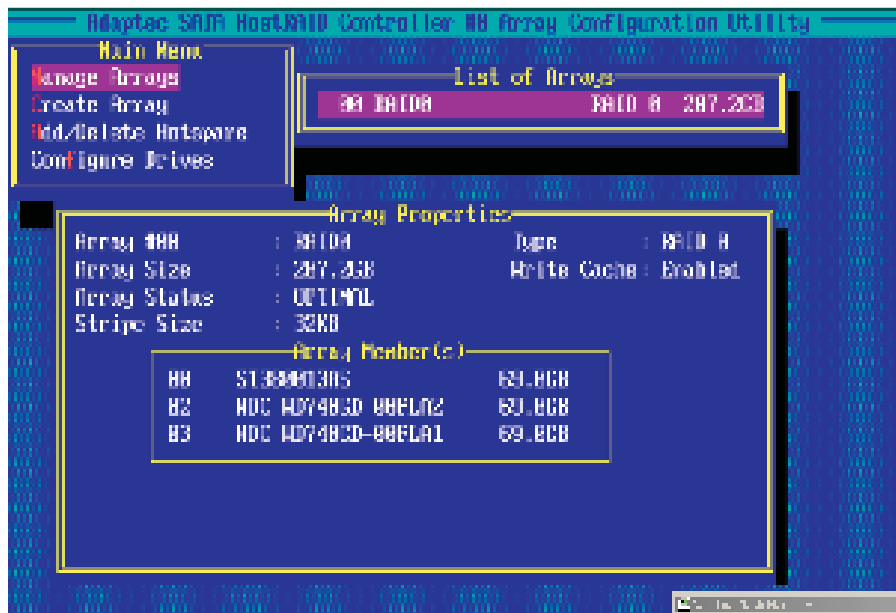 Adaptec SATA HostRAID Controller #0 Array Configuration Utility
Main Menu
Manage Arrays
Create Array
Add/Delete Hotspare
Configure Drives
List of Arrays
00 RAID0 RAID 0 207.2GB
Array Properties
Array #00 : RAID0 Type : RAID 0
Array Size : 207.2GB Write Cache : Enabled
Array Status : OPTIMAL
Stripe Size : 32KB
Array Member(s)
00 ST380013AS 69.0GB
02 WDC WD740GD-00FLA2 69.0GB
03 WDC WD740GD-00FLA1 69.0GB